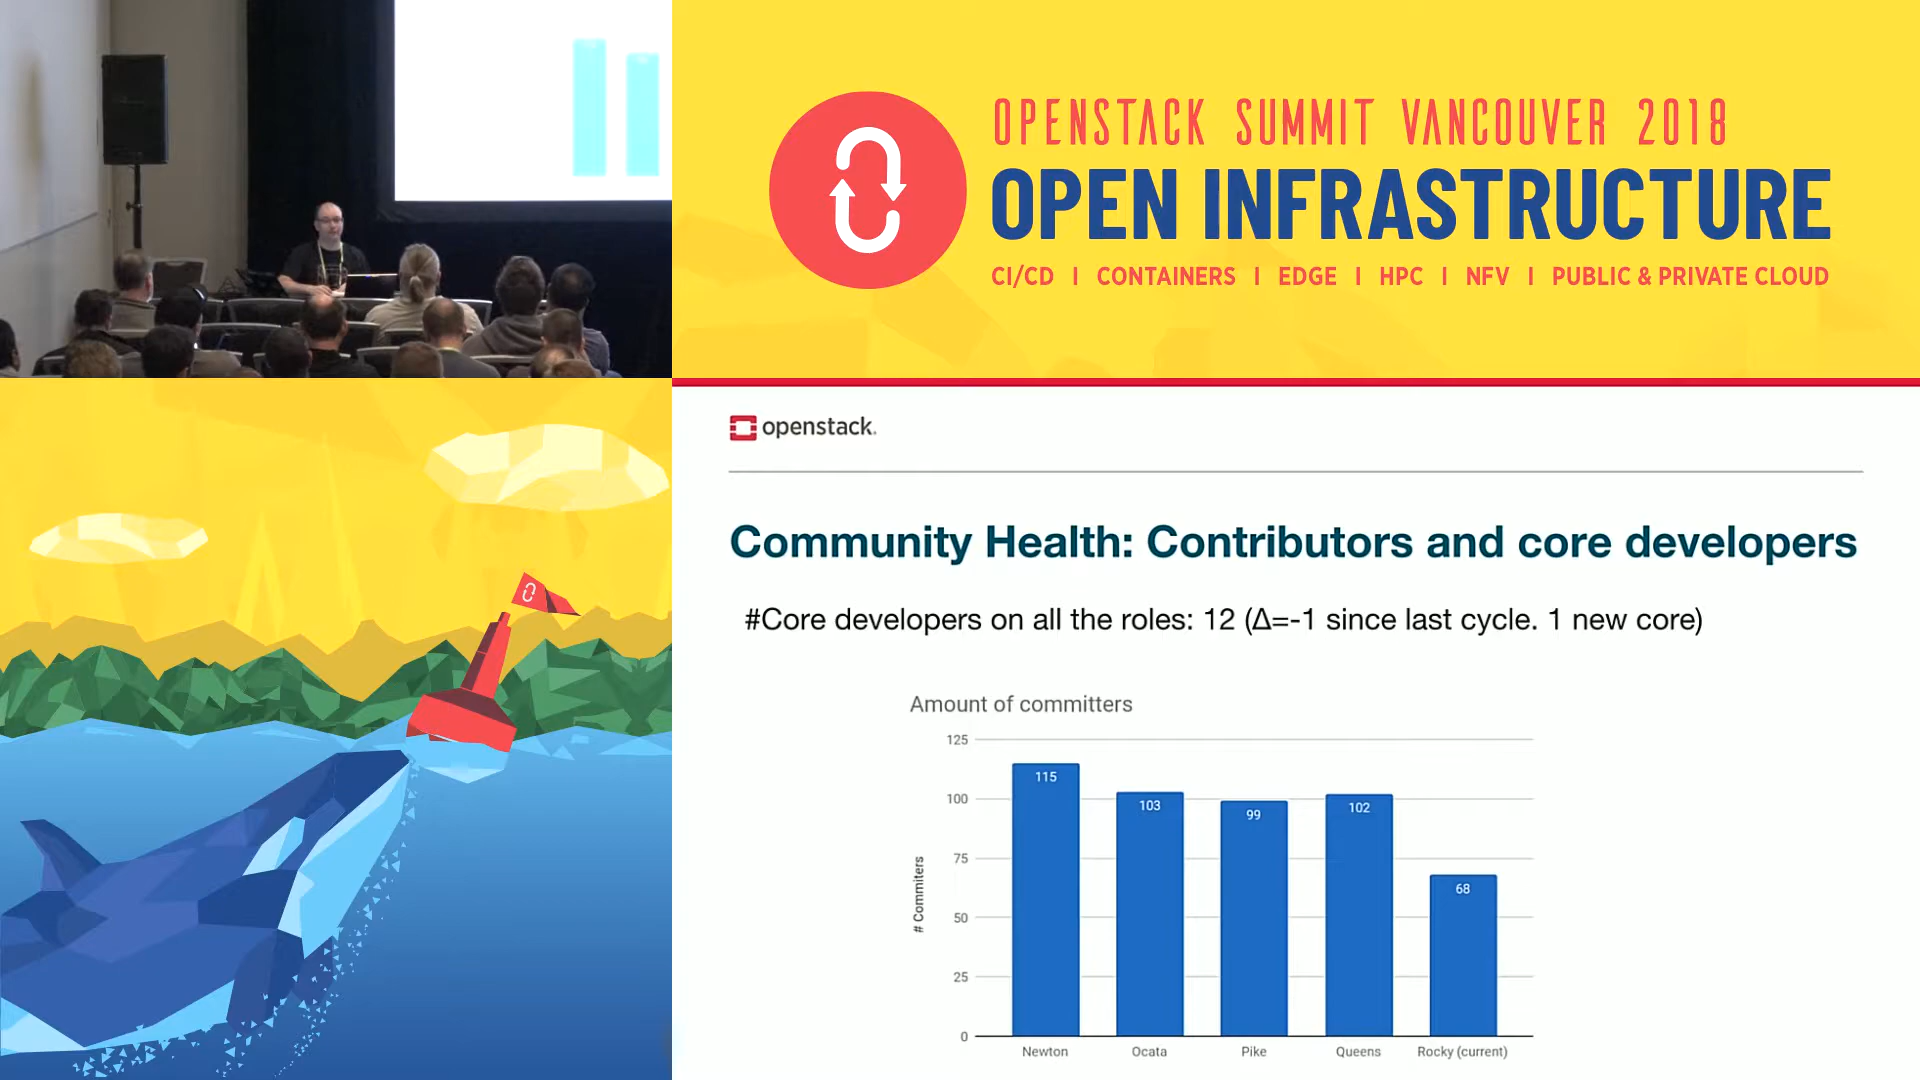 OPENSTACK SUMMIT VANCOUVER 2018
OPEN INFRASTRUCTURE
CI/CD | CONTAINERS | EDGE | HPC | NFV | PUBLIC & PRIVATE CLOUD
openstack.
Community Health: Contributors and core developers
#Core developers on all the roles: 12 (Δ=-1 since last cycle. 1 new core)
Amount of committers
# Commiters
125
100
75
50
25
0
115
103
99
102
68
Newton
Ocata
Pike
Queens
Rocky (current)